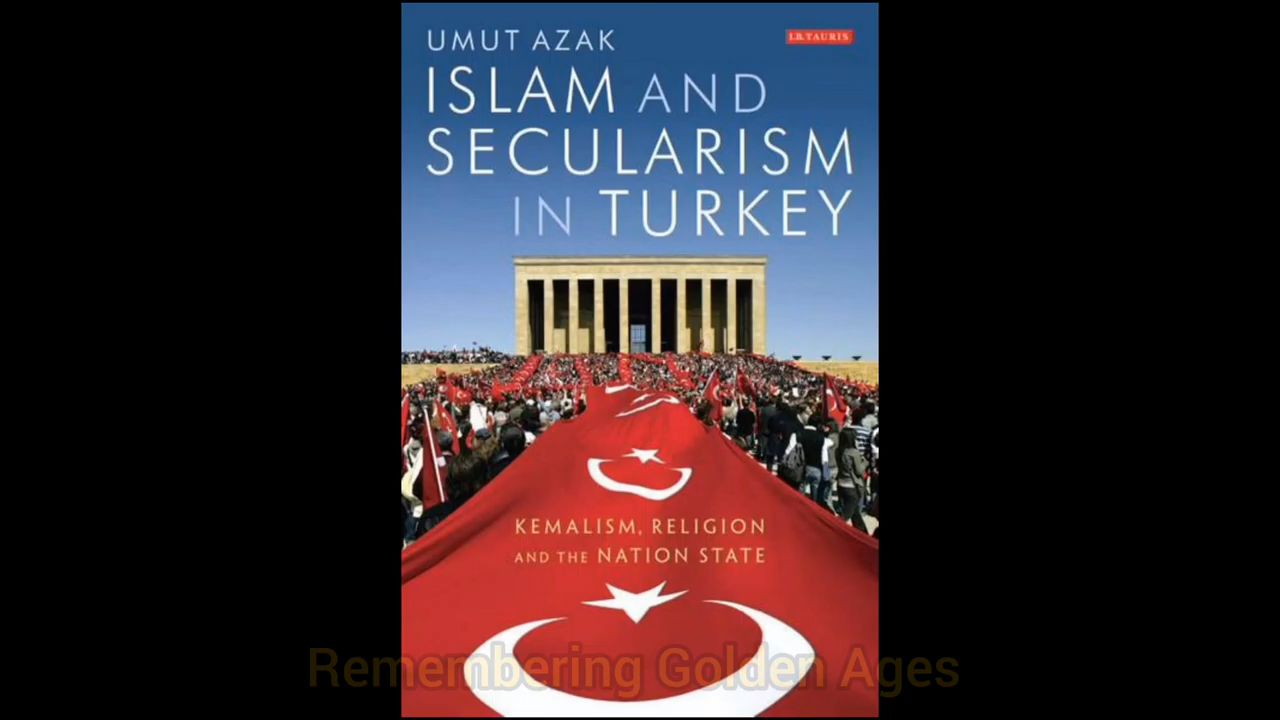 UMUT AZAK
I.B.TAURIS
ISLAM AND
SECULARISM
IN TURKEY
KEMALISM, RELIGION
AND THE NATION STATE
Remembering Golden Ages